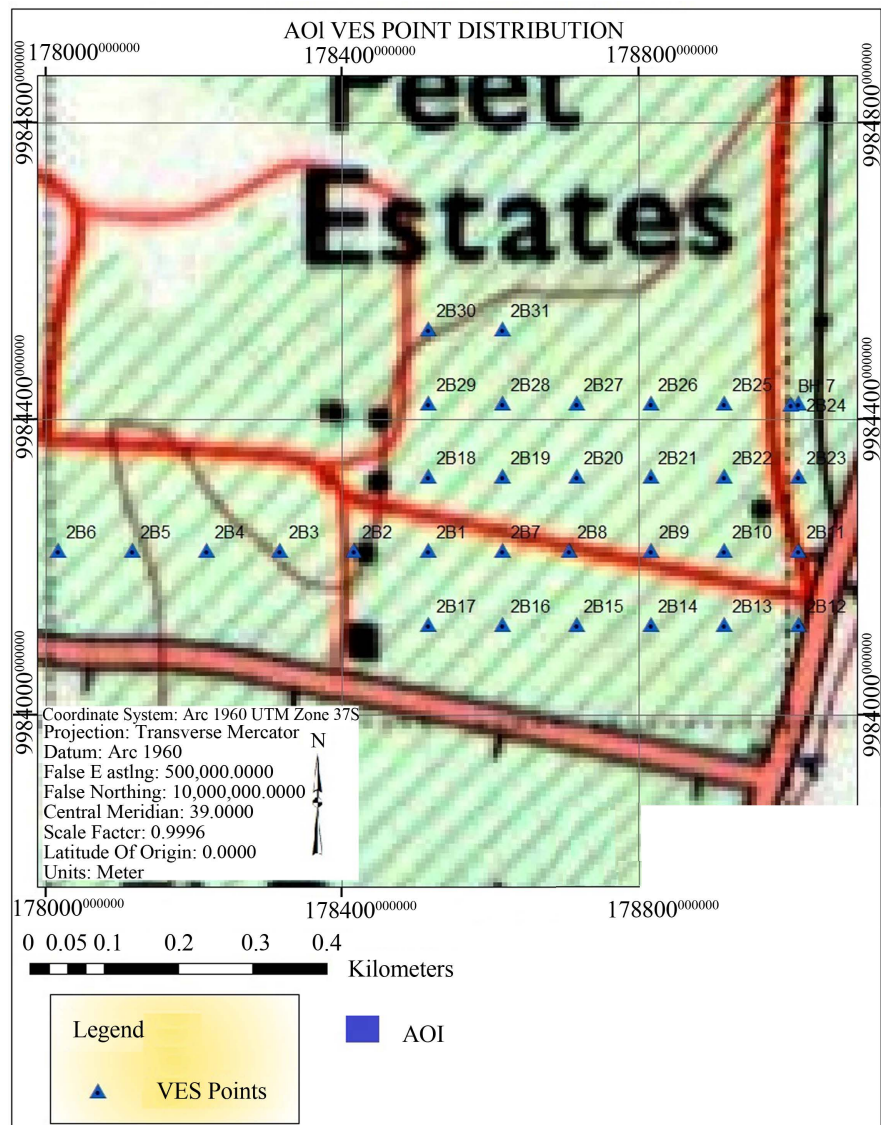 AOI VES POINT DISTRIBUTION
178000000000 178400000000 178800000000
9984800000000 9984800000000
Peet
Estates
2B30 2B31
2B29 2B28 2B27 2B26 2B25 BH 7
2B24
9984400000000 9984400000000
2B18 2B19 2B20 2B21 2B22 2B23
2B6 2B5 2B4 2B3 2B2 2B1 2B7 2B8 2B9 2B10 2B11
2B17 2B16 2B15 2B14 2B13 2B12
9984000000000 9984000000000
Coordinate System: Arc 1960 UTM Zone 37S
Projection: Transverse Mercator
N
Datum: Arc 1960
False E astlng: 500,000.0000
False Northing: 10,000,000.0000
Central Meridian: 39.0000
Scale Factcr: 0.9996
Latitude Of Origin: 0.0000
Units: Meter
178000000000 178400000000 178800000000
0 0.05 0.1 0.2 0.3 0.4
Kilometers
Legend
AOI
VES Points